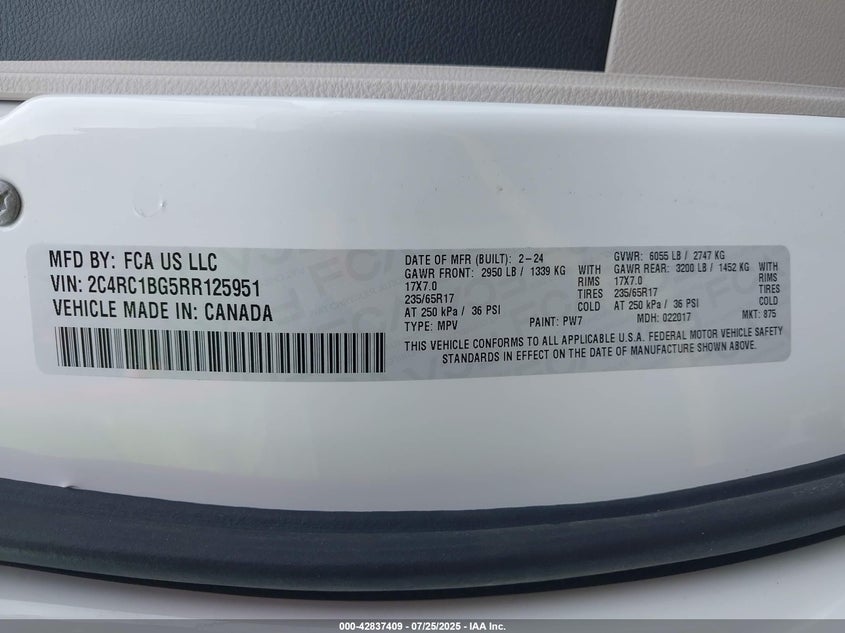 MFD BY: FCA US LLC
VIN: 2C4RC1BG5RR125951
VEHICLE MADE IN: CANADA
DATE OF MFR (BUILT): 2-24
GVWR: 6055 LB / 2747 KG
GAWR FRONT: 2950 LB / 1339 KG WITH
17X7.0 RIMS
235/65R17 TIRES
AT 250 kPa / 36 PSI COLD
GAWR REAR: 3200 LB / 1452 KG WITH
17X7.0 RIMS
235/65R17 TIRES
AT 250 kPa / 36 PSI COLD
TYPE: MPV PAINT: PW7 MDH: 022017 MKT: 875
THIS VEHICLE CONFORMS TO ALL APPLICABLE U.S.A. FEDERAL MOTOR VEHICLE SAFETY
STANDARDS IN EFFECT ON THE DATE OF MANUFACTURE SHOWN ABOVE.
000-42837409 / 07/25/2025 - IAA Inc.